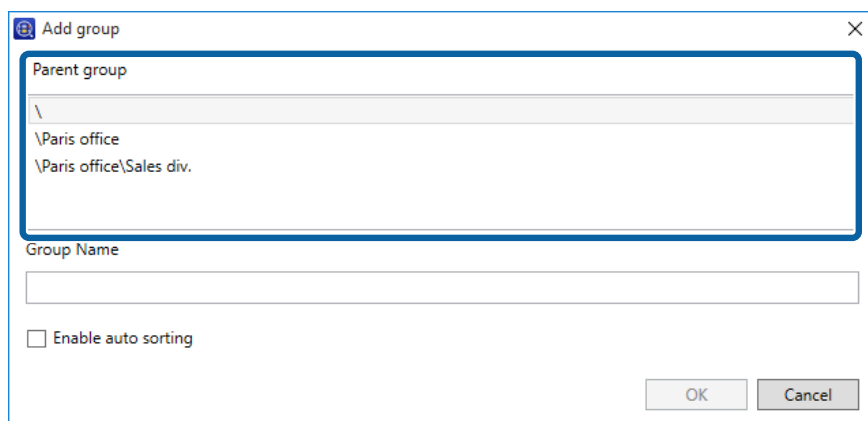 Add group
Parent group
\
\Paris office
\Paris office\Sales div.
Group Name
Enable auto sorting
OK Cancel